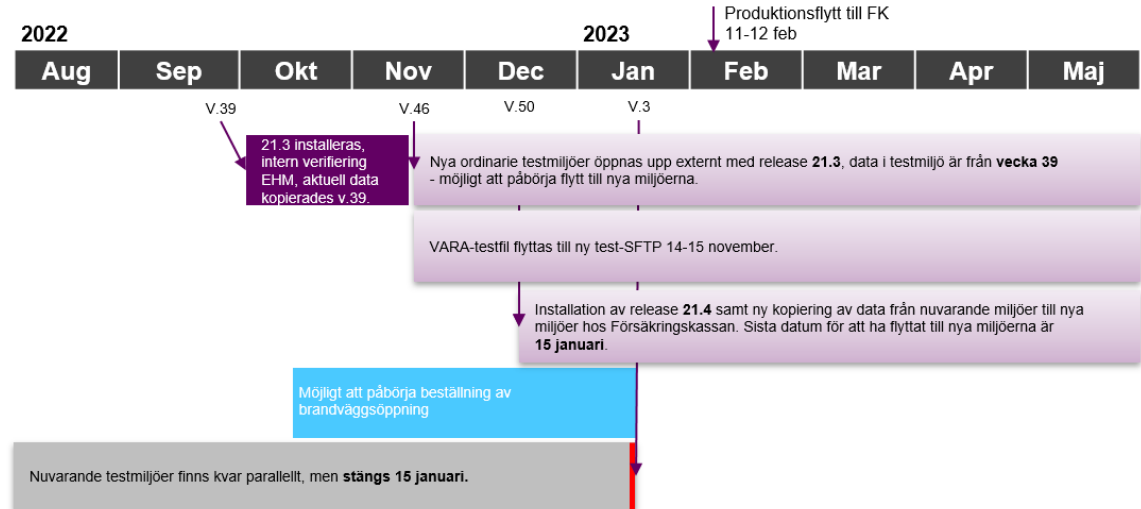 Produktionsflytt till FK
11-12 feb
2022
2023
Aug Sep Okt Nov Dec Jan Feb Mar Apr Maj
V.39 V.46 V.50 V.3
21.3 installeras,
intern verifiering
EHM, aktuell data
kopierades v.39.
Nya ordinarie testmiljöer öppnas upp externt med release 21.3, data i testmiljö är från vecka 39
- möjligt att påbörja flytt till nya miljöerna.
VARA-testfil flyttas till ny test-SFTP 14-15 november.
Installation av release 21.4 samt ny kopiering av data från nuvarande miljöer till nya
miljöer hos Försäkringskassan. Sista datum för att ha flyttat till nya miljöerna är
15 januari.
Möjligt att påbörja beställning av
brandväggsöppning
Nuvarande testmiljöer finns kvar parallellt, men stängs 15 januari.